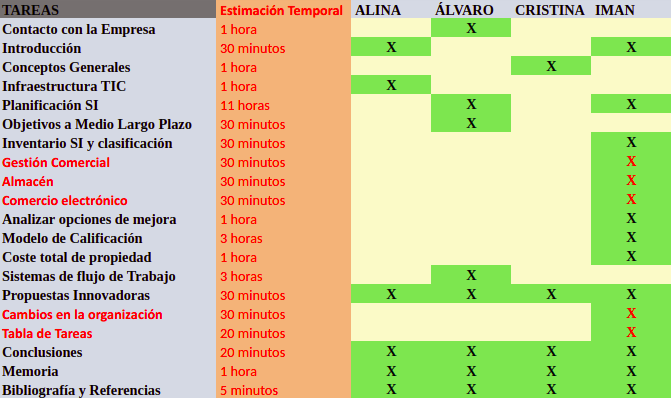 TAREAS Estimación Temporal ALINA ÁLVARO CRISTINA IMAN
Contacto con la Empresa 1 hora X
Introducción 30 minutos X X
Conceptos Generales 1 hora X
Infraestructura TIC 1 hora X
Planificación SI 11 horas X X
Objetivos a Medio Largo Plazo 30 minutos X
Inventario SI y clasificación 30 minutos X
Gestión Comercial 30 minutos X
Almacén 30 minutos X
Comercio electrónico 30 minutos X
Analizar opciones de mejora 1 hora X
Modelo de Calificación 3 horas X
Coste total de propiedad 1 hora X
Sistemas de flujo de Trabajo 3 horas X
Propuestas Innovadoras 30 minutos X X X X
Cambios en la organización 30 minutos X
Tabla de Tareas 20 minutos X
Conclusiones 20 minutos X X X X
Memoria 1 hora X X X X
Bibliografía y Referencias 5 minutos X X X X